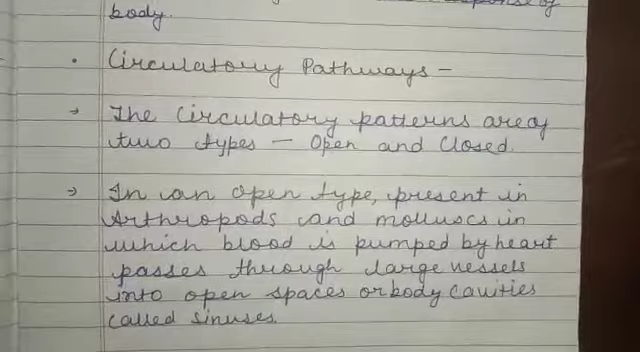 body.
• Circulatory Pathways -
→ The circulatory patterns are of
two types - Open and Closed.
→ In an open type, present in
Arthropods and molluscs in
which blood is pumped by heart
passes through large vessels
into open spaces or body cavities
called sinuses.